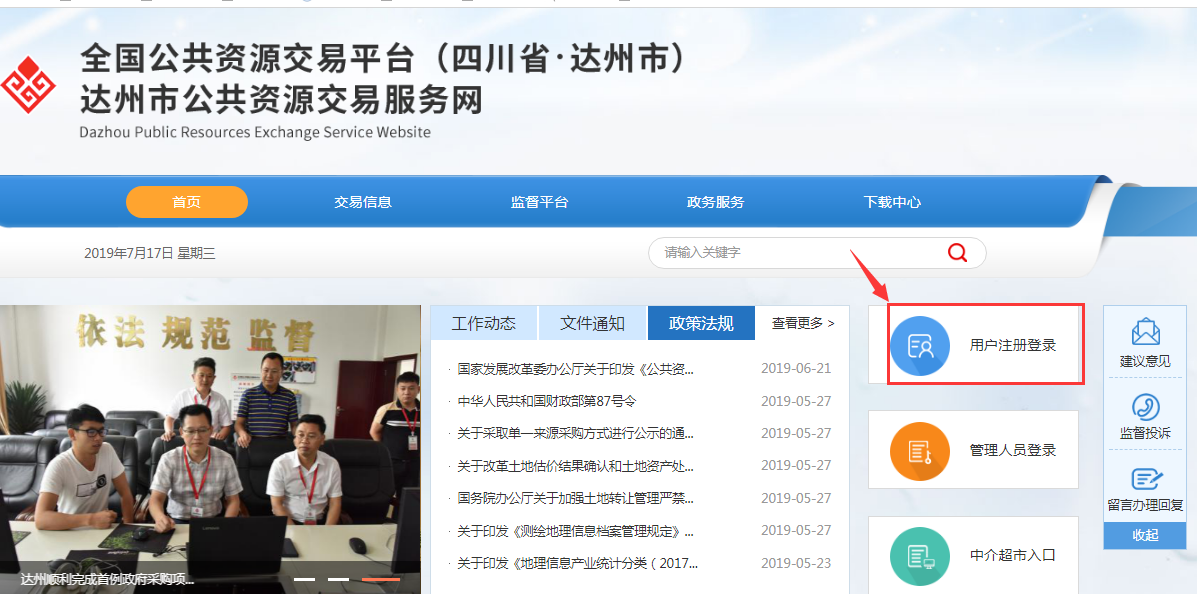 全国公共资源交易平台（四川省·达州市）
达州市公共资源交易服务网
Dazhou Public Resources Exchange Service Website
首页
交易信息
监督平台
政务服务
下载中心
2019年7月17日 星期三
请输入关键字
依法 规范 监督
达州顺利完成首例政府采购项...
工作动态
文件通知
政策法规
查看更多 >
· 国家发展改革委办公厅关于印发《公共资... 2019-06-21
· 中华人民共和国财政部第87号令 2019-05-27
· 关于采取单一来源采购方式进行公示的通... 2019-05-27
· 关于改革土地估价结果确认和土地资产处... 2019-05-27
· 国务院办公厅关于加强土地转让管理严禁... 2019-05-27
· 关于印发《测绘地理信息档案管理规定》... 2019-05-27
· 关于印发《地理信息产业统计分类（2017... 2019-05-23
用户注册登录
管理人员登录
中介超市入口
建议意见
监督投诉
留言办理回复
收起